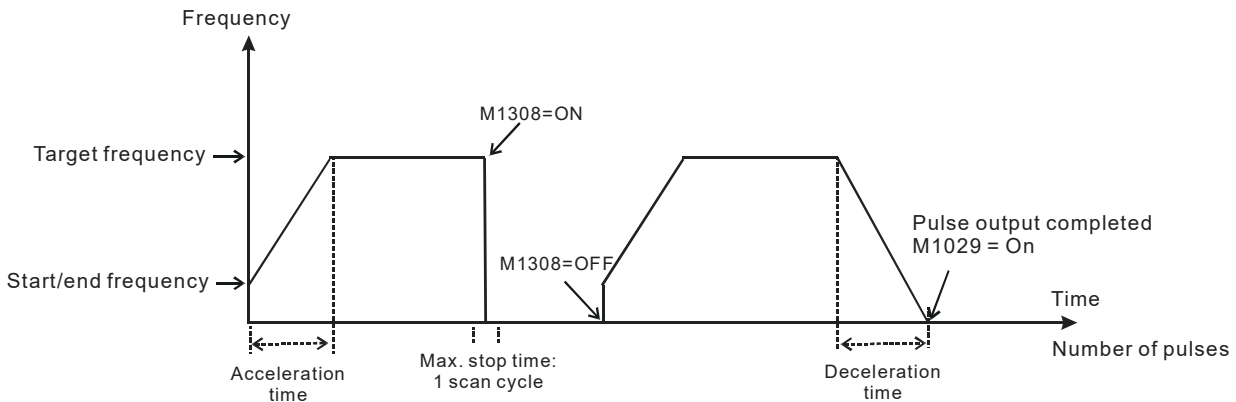 Frequency
M1308=ON
Target frequency
Pulse output completed
M1029 = On
M1308=OFF
Start/end frequency
Time
Number of pulses
Max. stop time:
1 scan cycle
Acceleration
time
Deceleration
time